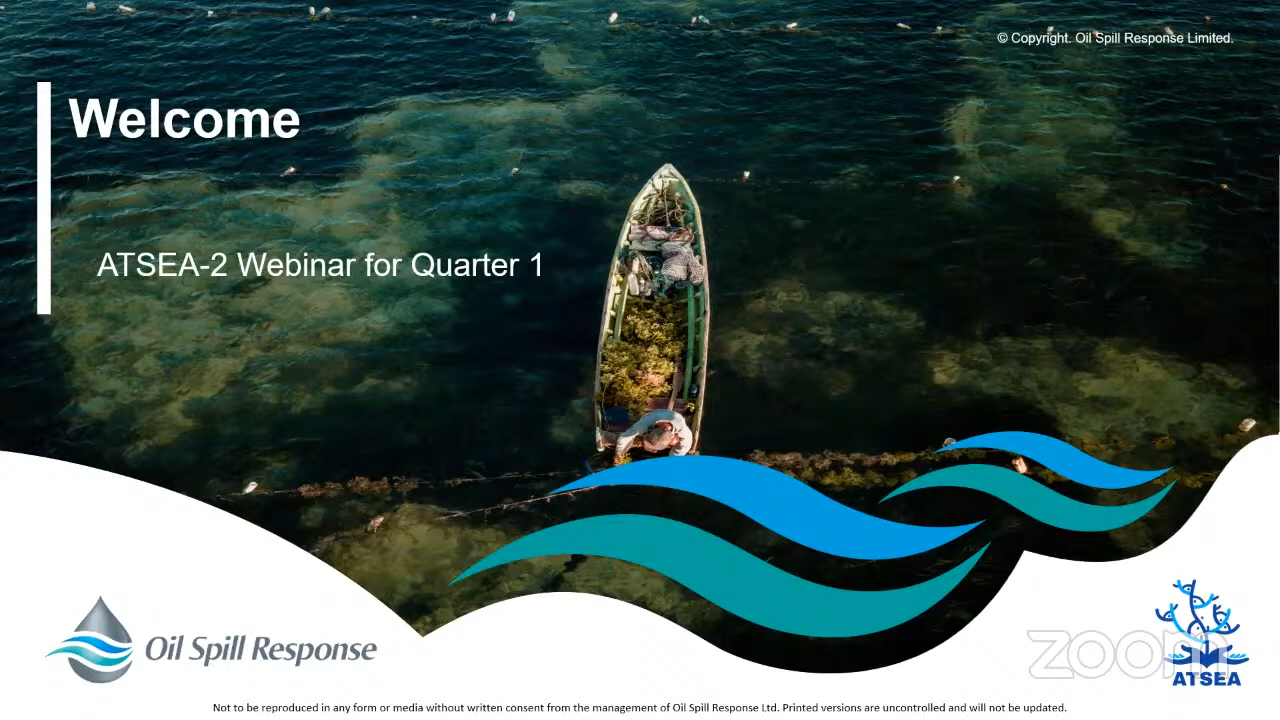 © Copyright. Oil Spill Response Limited.
Welcome
ATSEA-2 Webinar for Quarter 1
Oil Spill Response
zoom
ATSEA
Not to be reproduced in any form or media without written consent from the management of Oil Spill Response Ltd. Printed versions are uncontrolled and will not be updated.